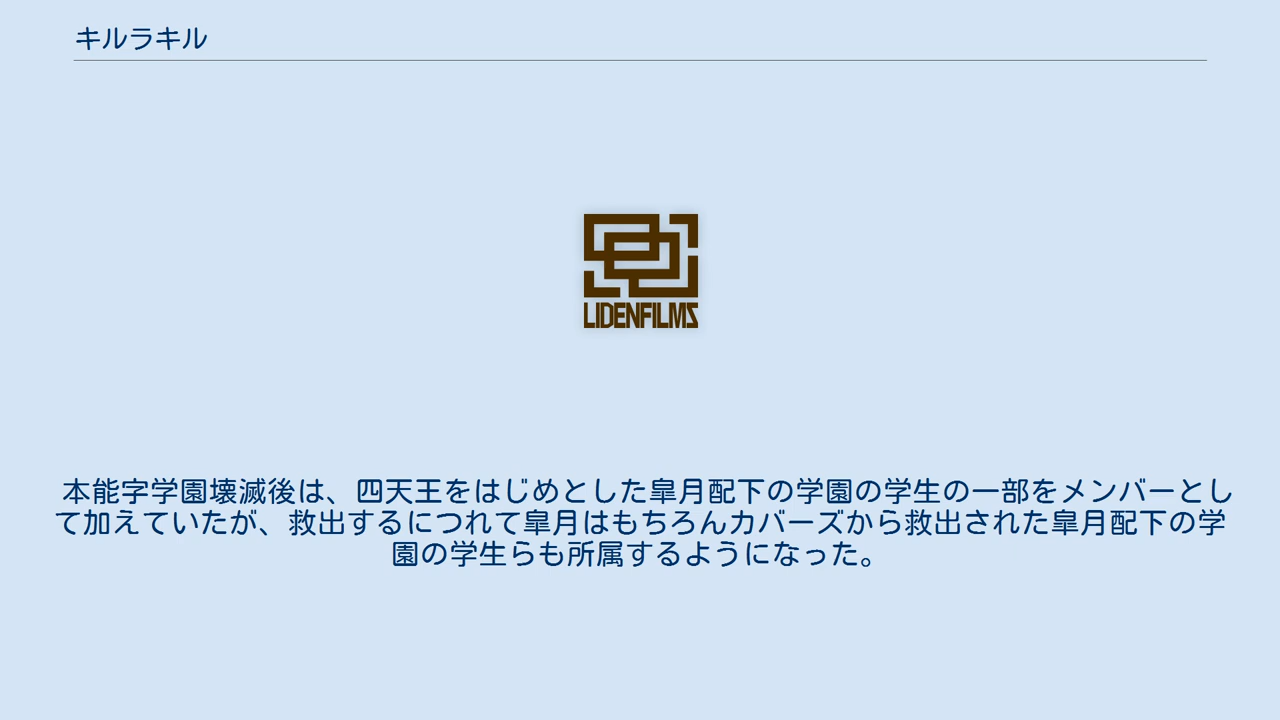 キルラキル
LIDENFILMS
本能字学園壊滅後は、四天王をはじめとした皐月配下の学園の学生の一部をメンバーとし
て加えていたが、救出するにつれて皐月はもちろんカバーズから救出された皐月配下の学
園の学生らも所属するようになった。